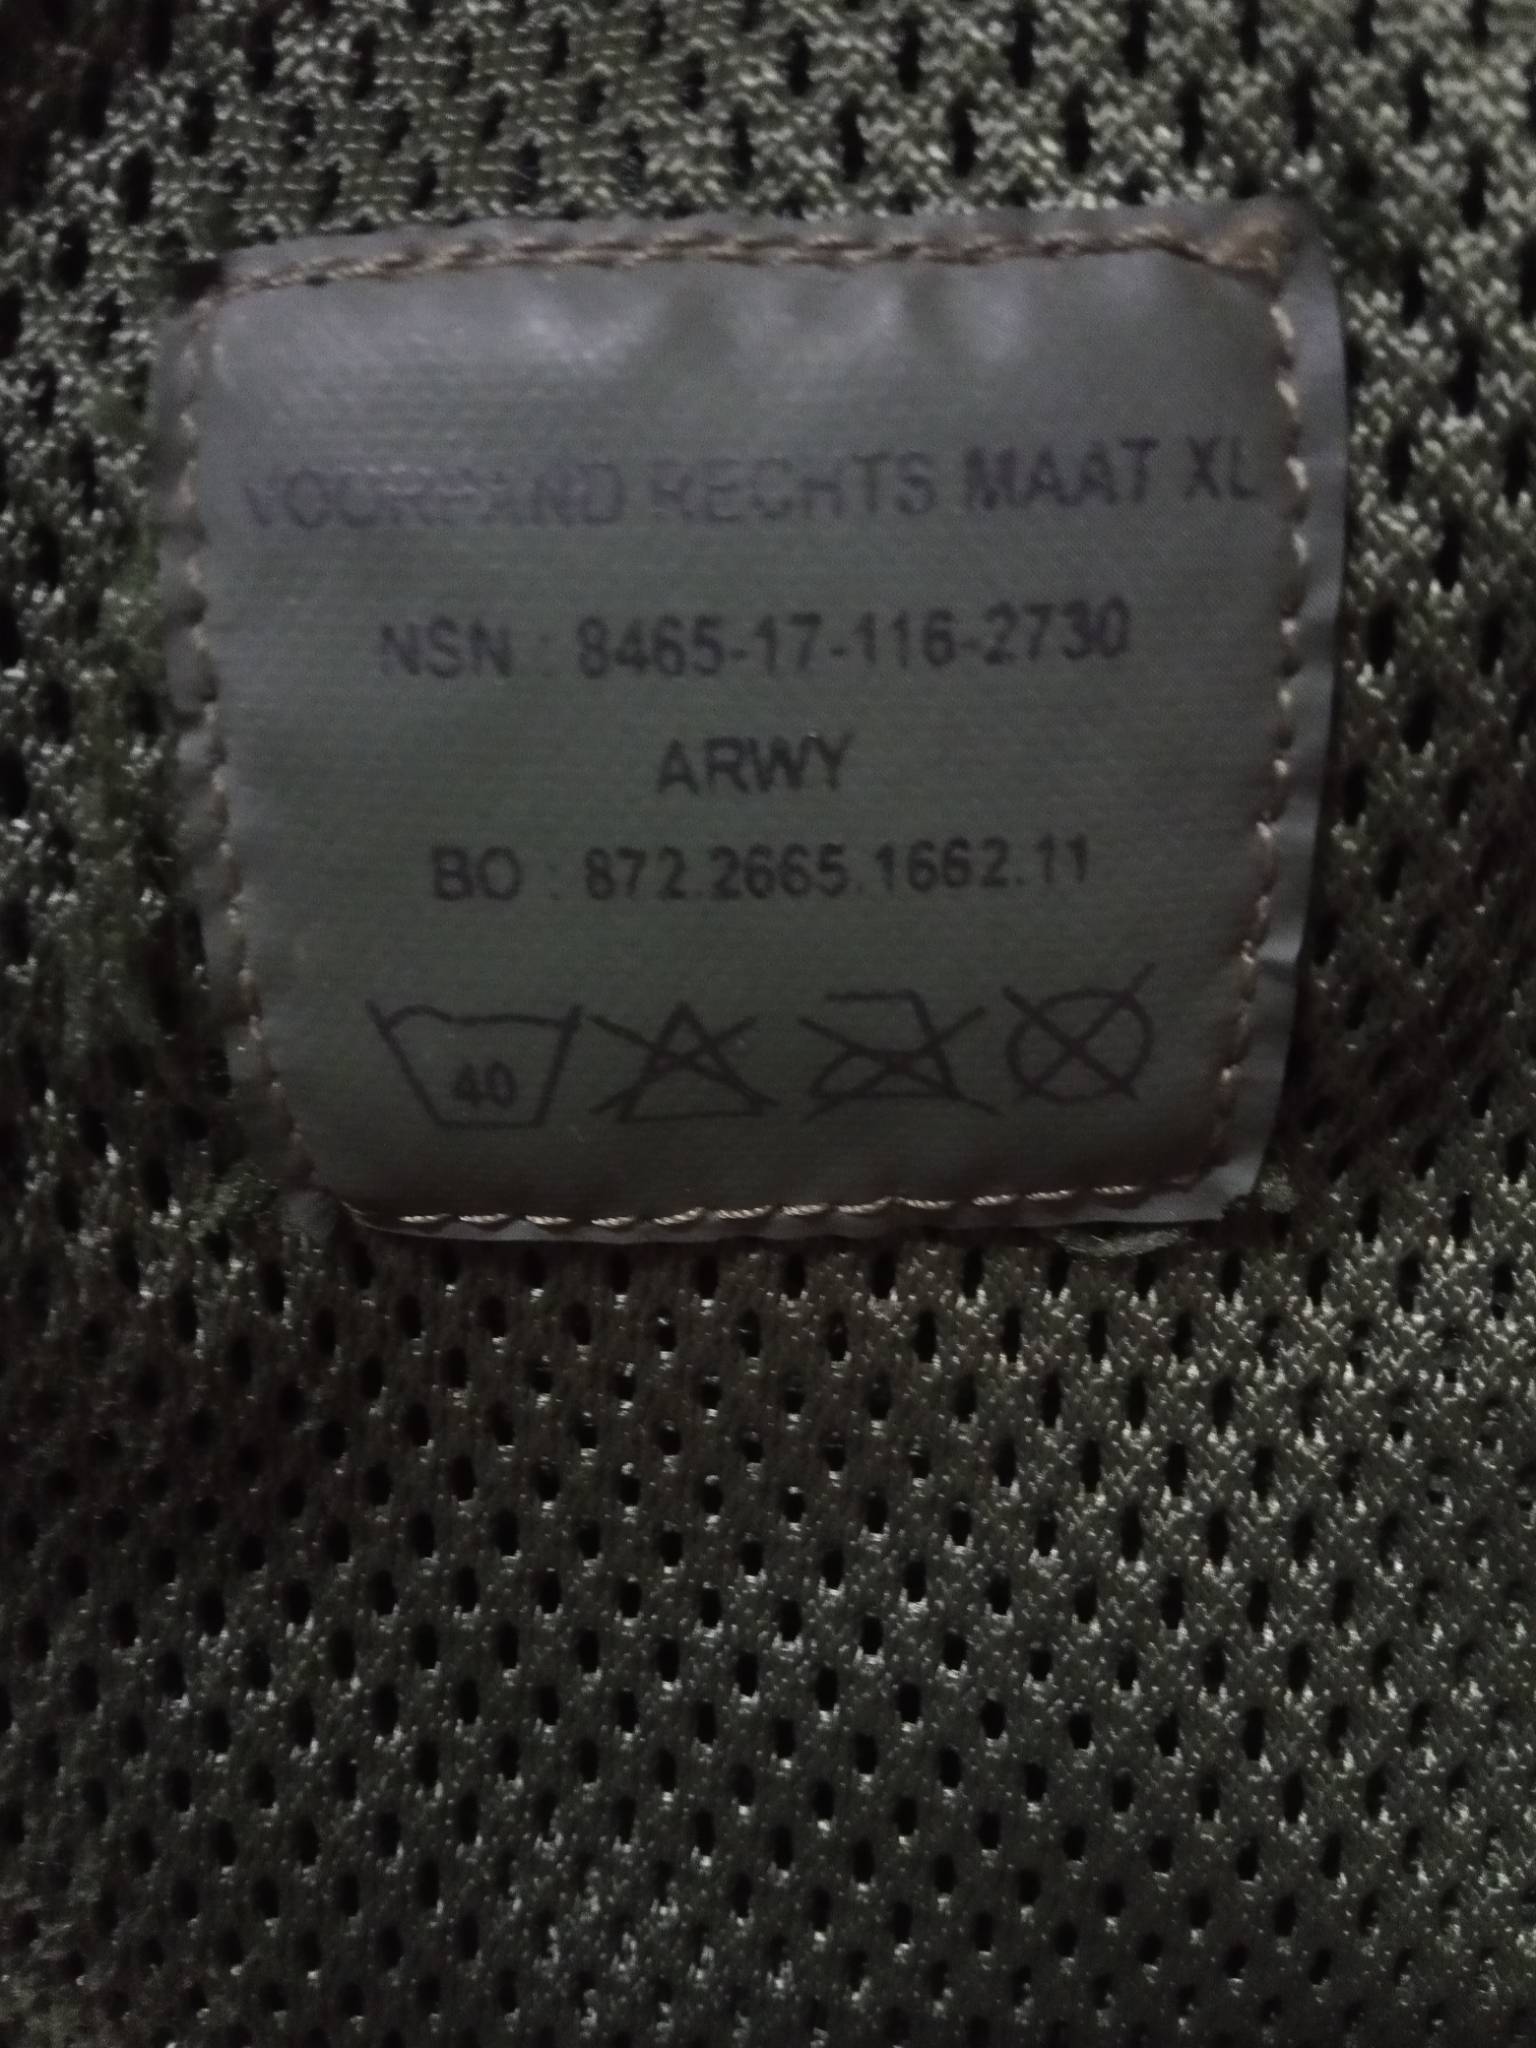 VOORPAND RECHTS MAAT XL
NSN : 8465-17-116-2730
ARWY
BO : 872.2665.1662.11
40